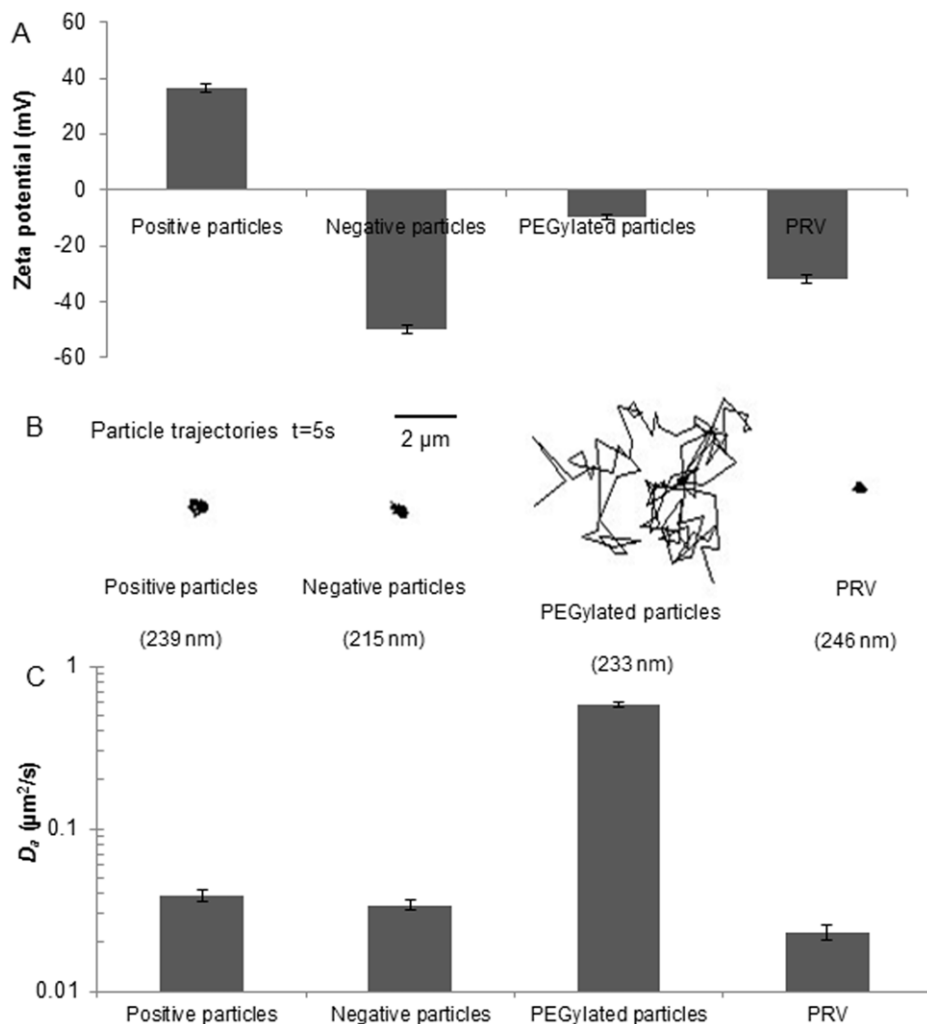 A
Zeta potential (mV)
60
40
20
0
-20
-40
-60
Positive particles
Negative particles
PEGylated particles
PRV
B
Particle trajectories t=5s
2 µm
Positive particles
(239 nm)
Negative particles
(215 nm)
PEGylated particles
(233 nm)
PRV
(246 nm)
C
Dₐ (µm²/s)
1
0.1
0.01
Positive particles
Negative particles
PEGylated particles
PRV